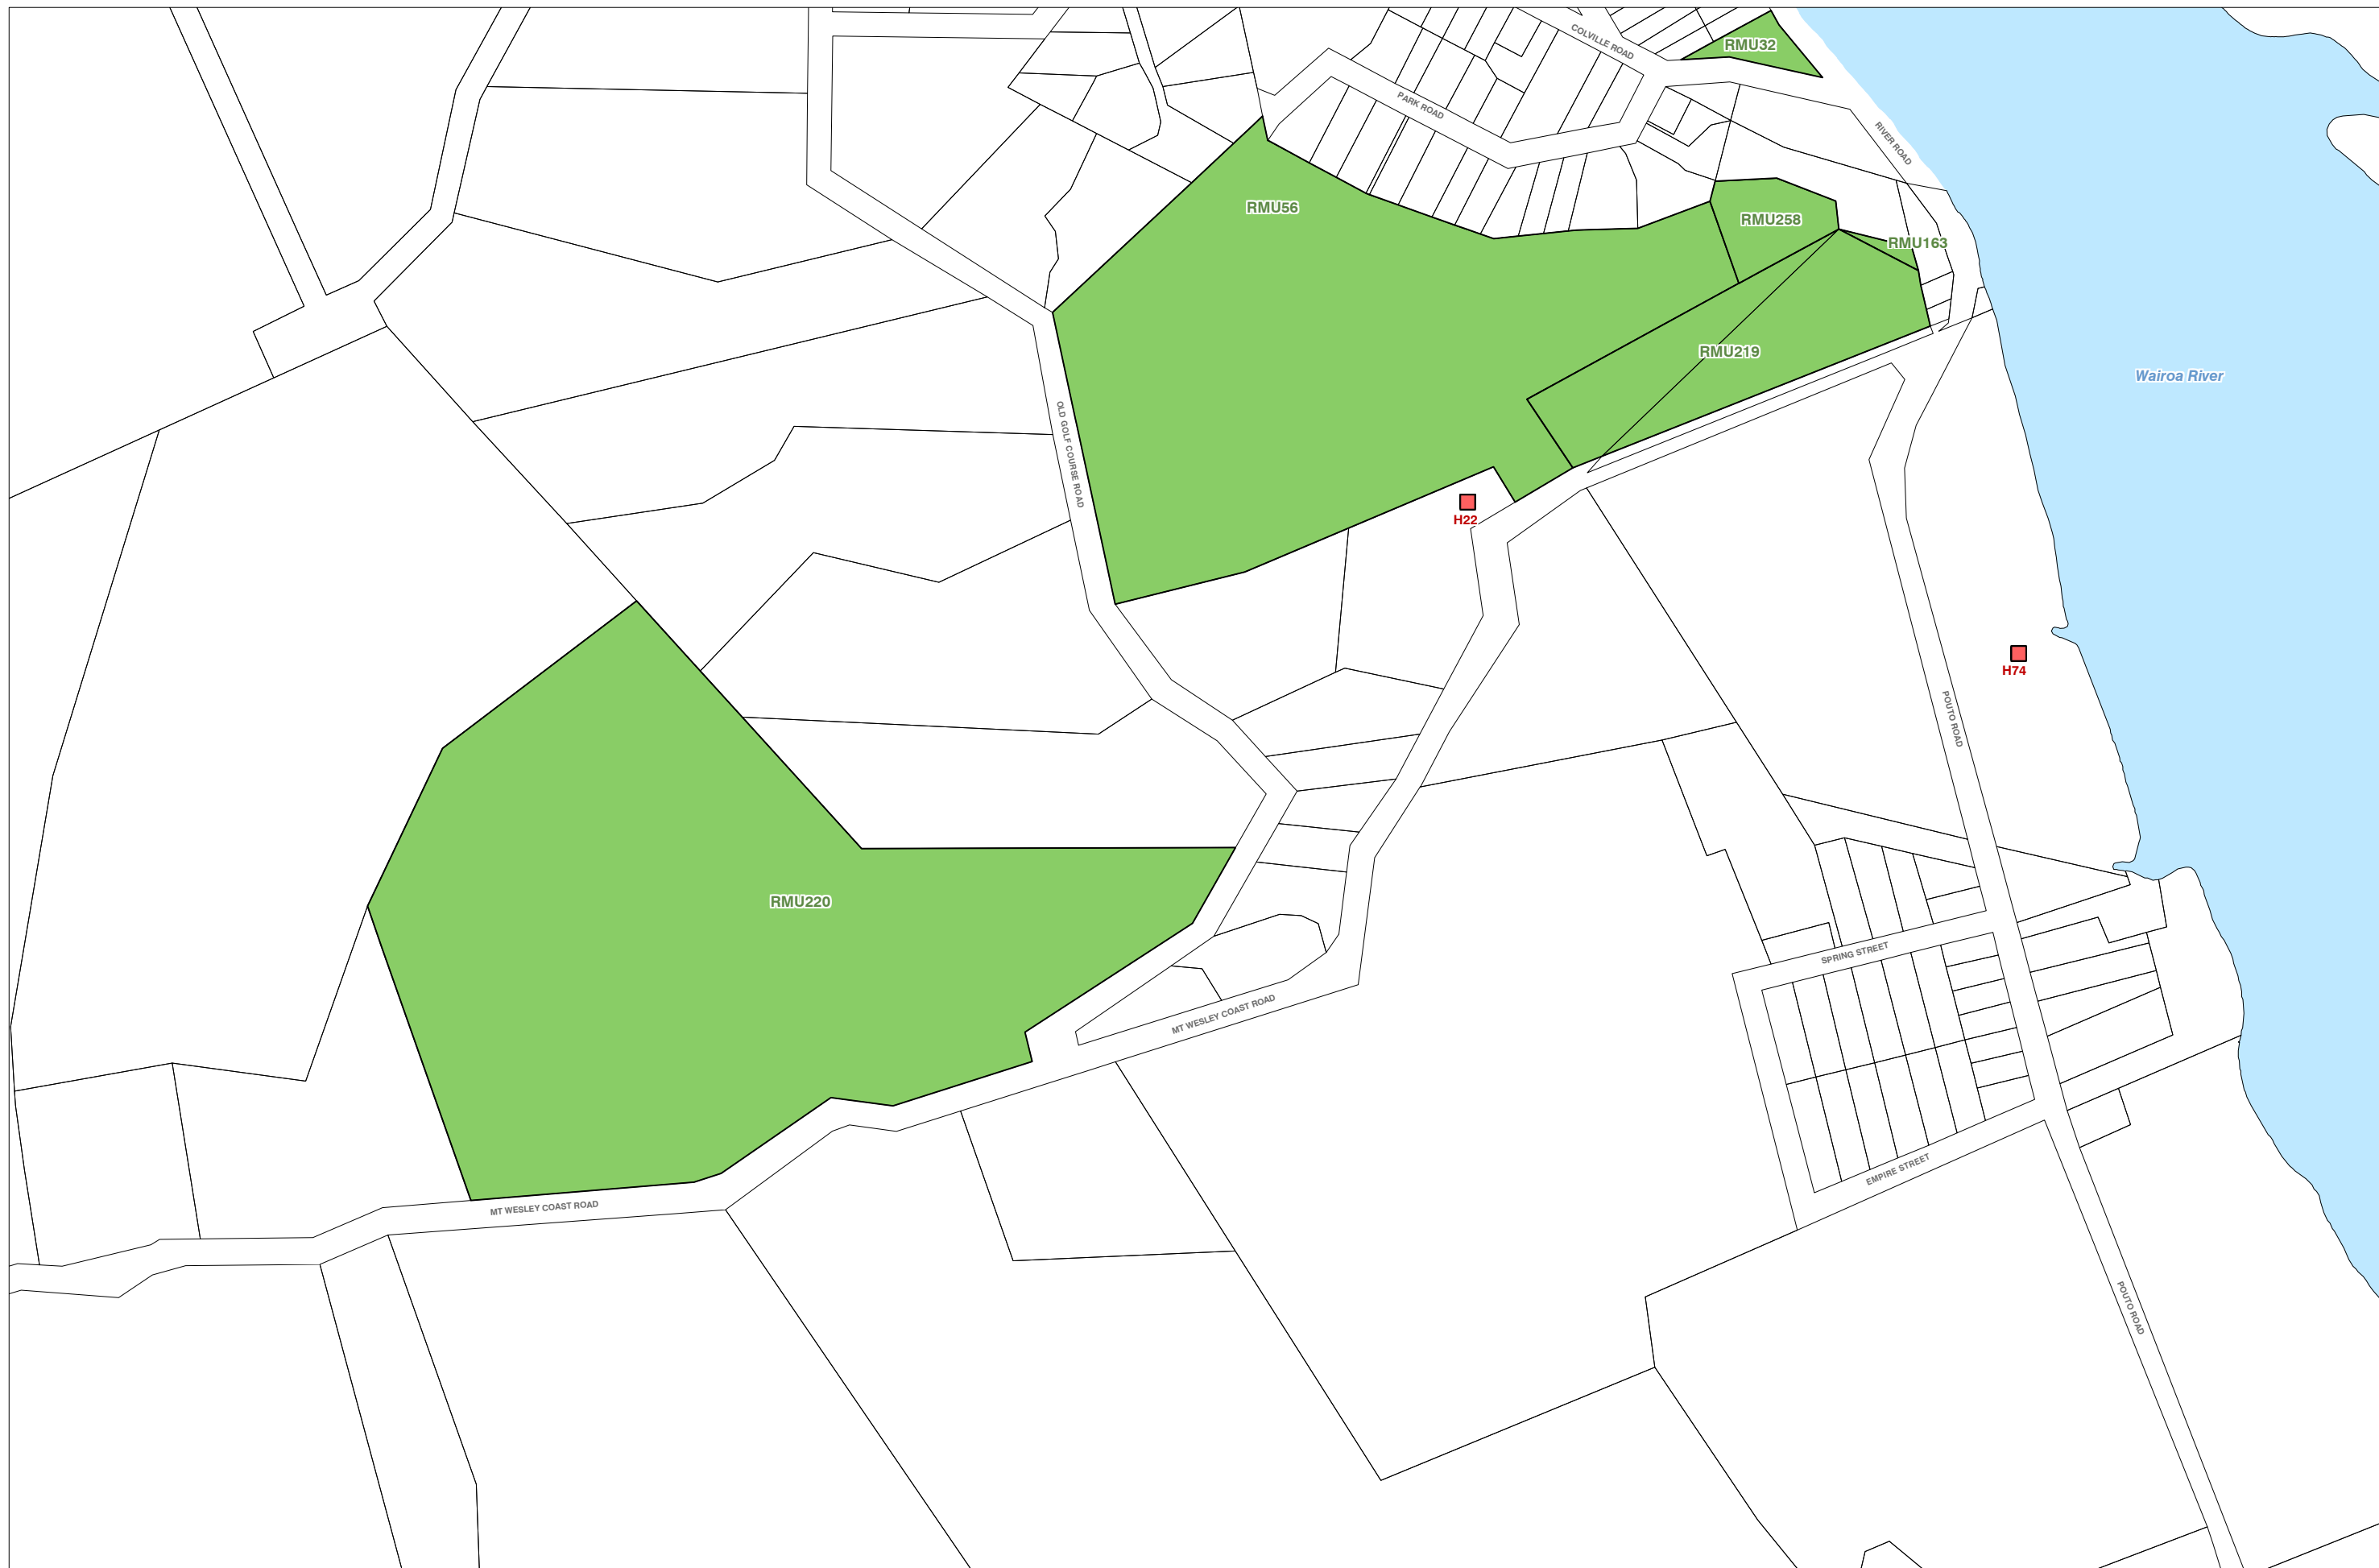 COLVILLE ROAD
RMU32
PARK ROAD
RIVER ROAD
RMU56
RMU258
RMU163
RMU219
Wairoa River
OLD GOLF COURSE ROAD
H22
H74
POUTO ROAD
RMU220
SPRING STREET
MT WESLEY COAST ROAD
EMPIRE STREET
MT WESLEY COAST ROAD
POUTO ROAD